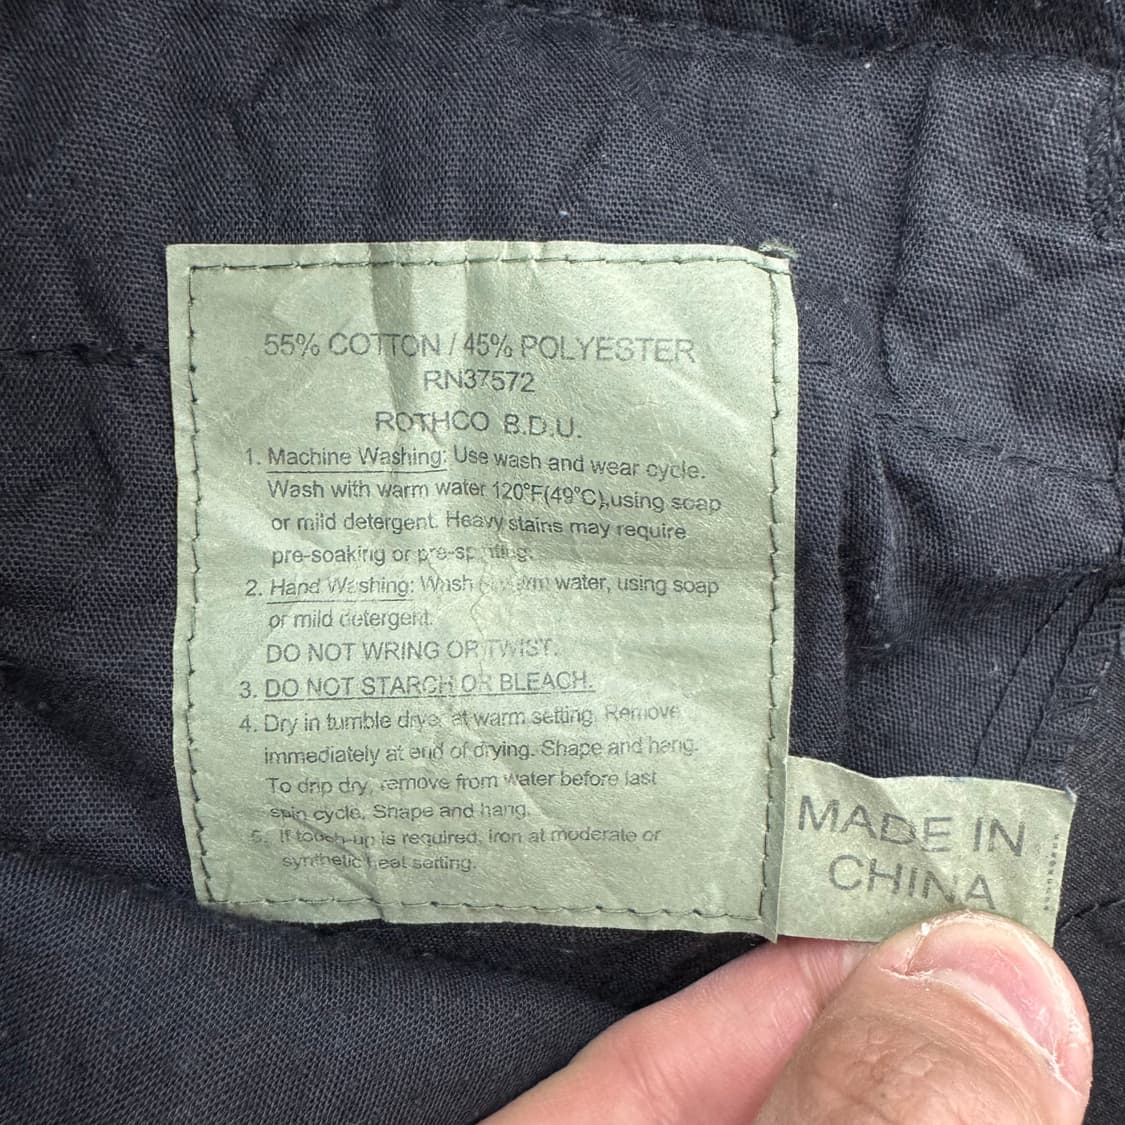 55% COTTON / 45% POLYESTER
RN37572
ROTHCO B.D.U.
1. Machine Washing: Use wash and wear cycle.
Wash with warm water 120°F(49°C),using soap
or mild detergent. Heavy stains may require
pre-soaking or pre-spotting.
2. Hand Washing: Wash warm water, using soap
or mild detergent.
DO NOT WRING OR TWIST.
3. DO NOT STARCH OR BLEACH.
4. Dry in tumble dryer at warm setting. Remove
immediately at end of drying. Shape and hang.
To drip dry, remove from water before last
spin cycle. Shape and hang.
5. If touch-up is required, iron at moderate or
synthetic heat setting.
MADE IN
CHINA